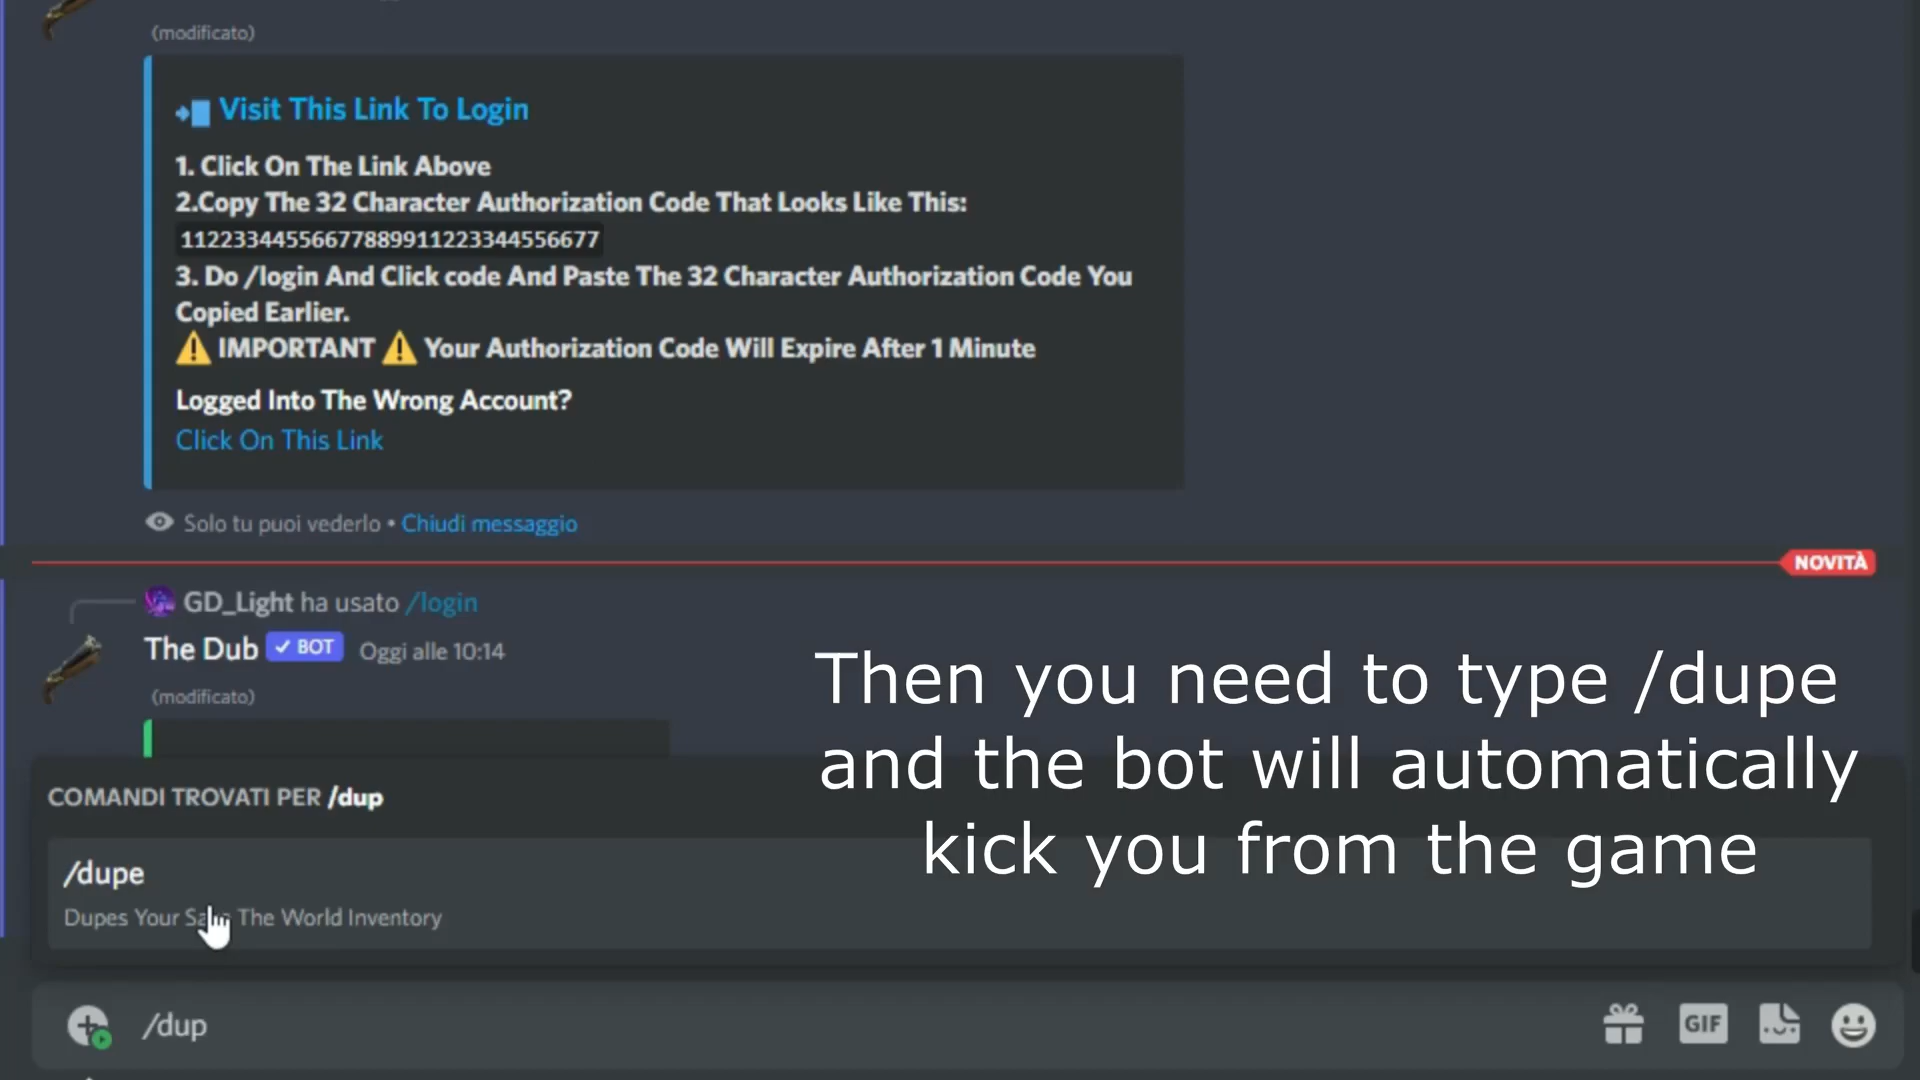 (modificato)
Visit This Link To Login
1. Click On The Link Above
2.Copy The 32 Character Authorization Code That Looks Like This:
11223344556677889911223344556677
3. Do /login And Click code And Paste The 32 Character Authorization Code You
Copied Earlier.
⚠️ IMPORTANT ⚠️ Your Authorization Code Will Expire After 1 Minute
Logged Into The Wrong Account?
Click On This Link
Solo tu puoi vederlo • Chiudi messaggio
NOVITÀ
GD_Light ha usato /login
The Dub ✓ BOT Oggi alle 10:14
(modificato)
Then you need to type /dupe
and the bot will automatically
kick you from the game
COMANDI TROVATI PER /dup
/dupe
Dupes Your Save The World Inventory
/dup
GIF